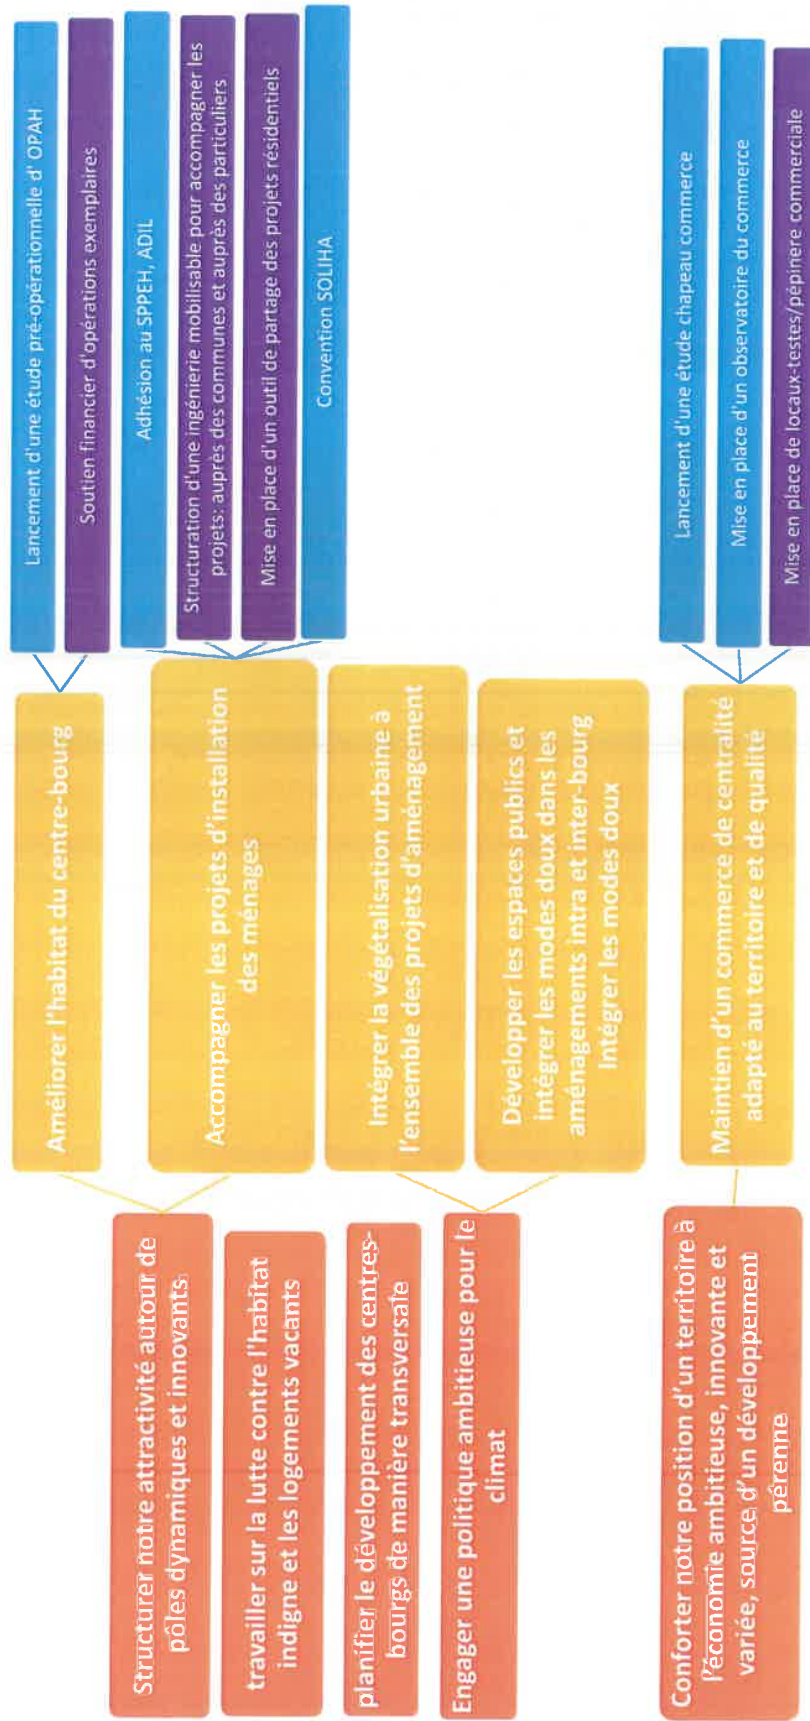 Structurer notre attractivité autour de
pôles dynamiques et innovants
travailler sur la lutte contre l'habitat
indigne et les logements vacants
planifier le développement des centres-
bourgs de manière transversale
Engager une politique ambitieuse pour le
climat
Conforter notre position d'un territoire à
l'économie ambitieuse, innovante et
variée, source d'un développement
pérenne
Améliorer l'habitat du centre-bourg
Accompagner les projets d'installation
des ménages
Intégrer la végétalisation urbaine à
l'ensemble des projets d'aménagement
Développer les espaces publics et
intégrer les modes doux dans les
aménagements intra et inter-bourg
Intégrer les modes doux
Maintien d'un commerce de centralité
adapté au territoire et de qualité
Lancement d'une étude pré-opérationnelle d' OPAH
Soutien financier d'opérations exemplaires
Adhésion au SPPEH, ADIL
Structuration d'une ingénierie mobilisable pour accompagner les
projets: auprès des communes et auprès des particuliers
Mise en place d'un outil de partage des projets résidentiels
Convention SOLIHA
Lancement d'une étude chapeau commerce
Mise en place d'un observatoire du commerce
Mise en place de locaux-testes/pépinere commerciale